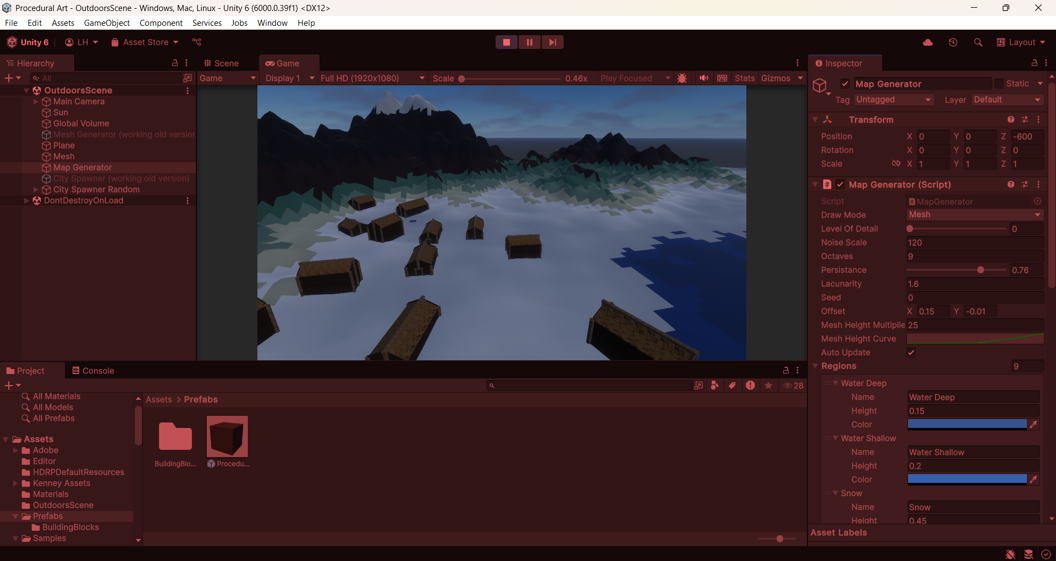 Procedural Art - OutdoorsScene - Windows, Mac, Linux - Unity 6 (6000.0.39f1) <DX12>
File Edit Assets GameObject Component Services Jobs Window Help
Unity 6 LH Asset Store Layout
Hierarchy
All
OutdoorsScene
Main Camera
Sun
Global Volume
Mesh Generator (working old version
Plane
Mesh
Map Generator
City Spawner (working old version)
City Spawner Random
DontDestroyOnLoad
Scene Game
Game Display 1 Full HD (1920x1080) Scale 0.46x Play Focused Stats Gizmos
Inspector
Map Generator Static
Tag Untagged Layer Default
Transform
Position X 0 Y 0 Z -600
Rotation X 0 Y 0 Z 0
Scale X 1 Y 1 Z 1
Map Generator (Script)
Script MapGenerator
Draw Mode Mesh
Level Of Detail 0
Noise Scale 120
Octaves 9
Persistance 0.76
Lacunarity 1.6
Seed 0
Offset X 0.15 Y -0.01
Mesh Height Multiplie 25
Mesh Height Curve
Auto Update
Regions 9
Water Deep
Name Water Deep
Height 0.15
Color
Water Shallow
Name Water Shallow
Height 0.2
Color
Snow
Name Snow
Height 0.45
Asset Labels
Project Console
28
All Materials
All Models
All Prefabs
Assets
Adobe
Editor
HDRPDefaultResources
Kenney Assets
Materials
OutdoorsScene
Prefabs
BuildingBlocks
Samples
Assets > Prefabs
BuildingBlo... Procedu...